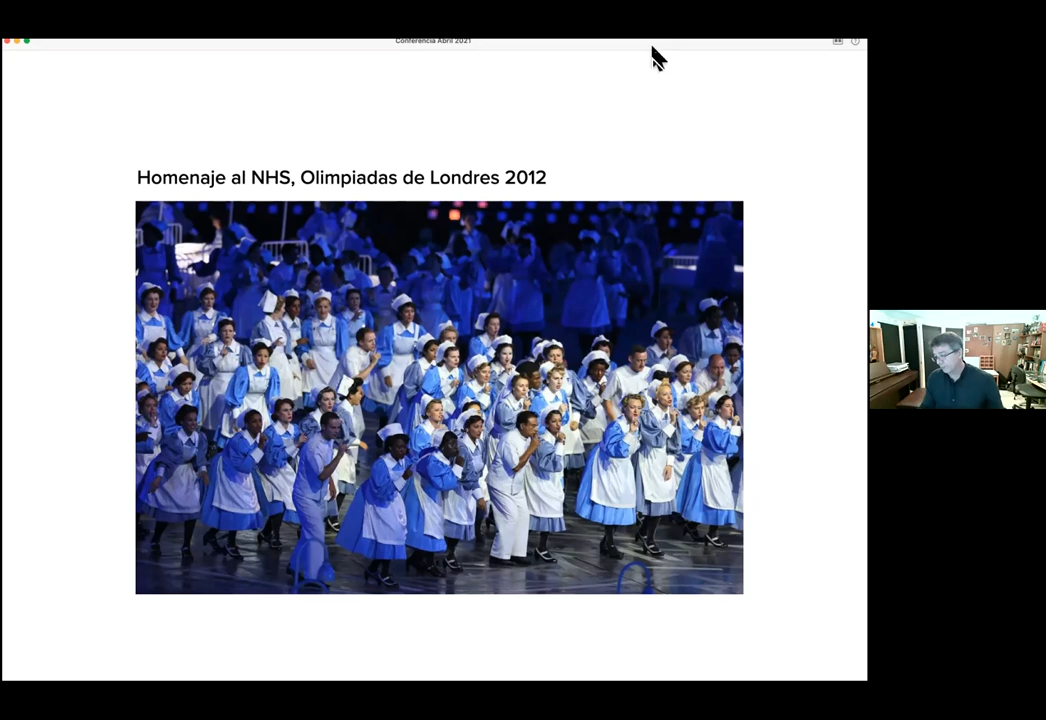 Conferencia Abril 2021
Homenaje al NHS, Olimpiadas de Londres 2012